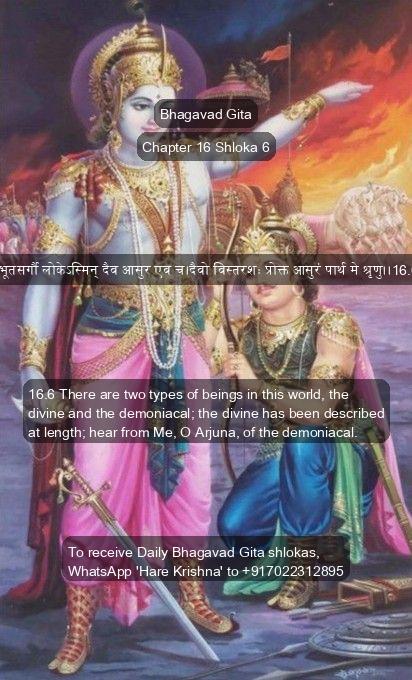 Bhagavad Gita
Chapter 16 Shloka 6
भूतसर्गौ लोकेऽस्मिन् दैव आसुर एव च।दैवो विस्तरशः प्रोक्त आसुरं पार्थ मे श्रृणु।।16.
16.6 There are two types of beings in this world, the
divine and the demoniacal; the divine has been described
at length; hear from Me, O Arjuna, of the demoniacal.
To receive Daily Bhagavad Gita shlokas,
WhatsApp 'Hare Krishna' to +917022312895